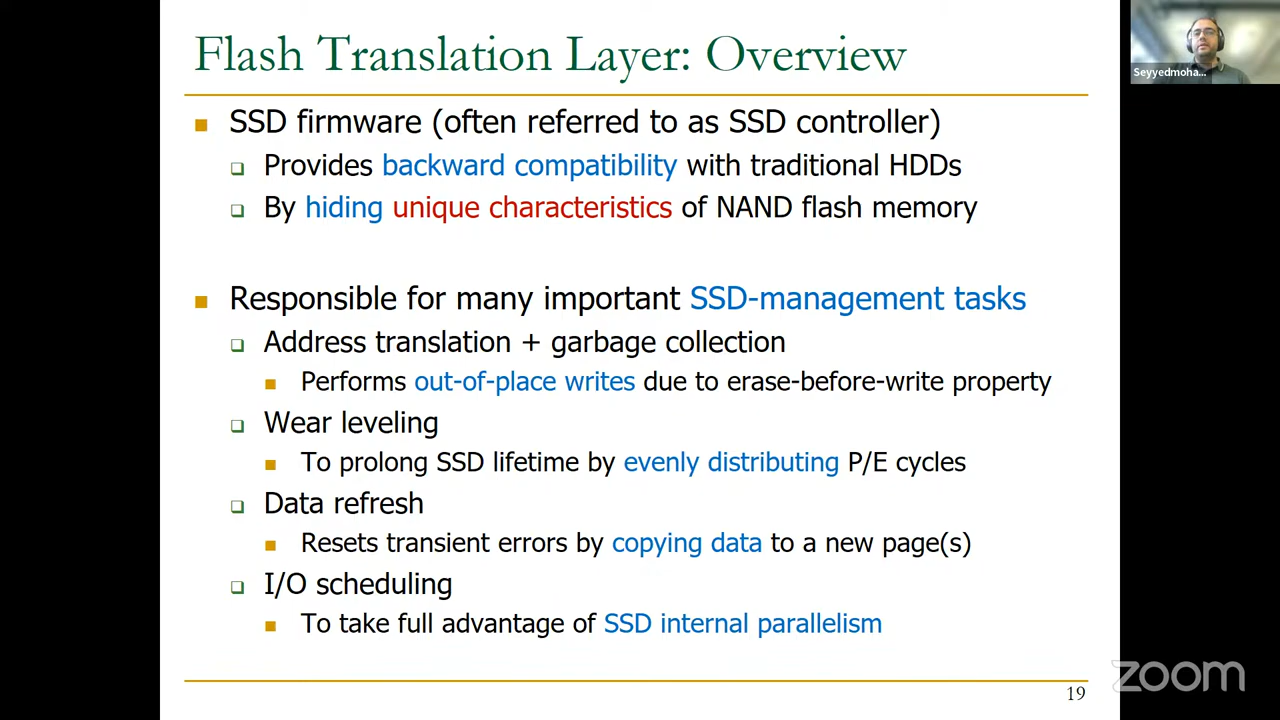 Flash Translation Layer: Overview
SSD firmware (often referred to as SSD controller)
Provides backward compatibility with traditional HDDs
By hiding unique characteristics of NAND flash memory
Responsible for many important SSD-management tasks
Address translation + garbage collection
Performs out-of-place writes due to erase-before-write property
Wear leveling
To prolong SSD lifetime by evenly distributing P/E cycles
Data refresh
Resets transient errors by copying data to a new page(s)
I/O scheduling
To take full advantage of SSD internal parallelism
19
Seyyedmoha...
zoom